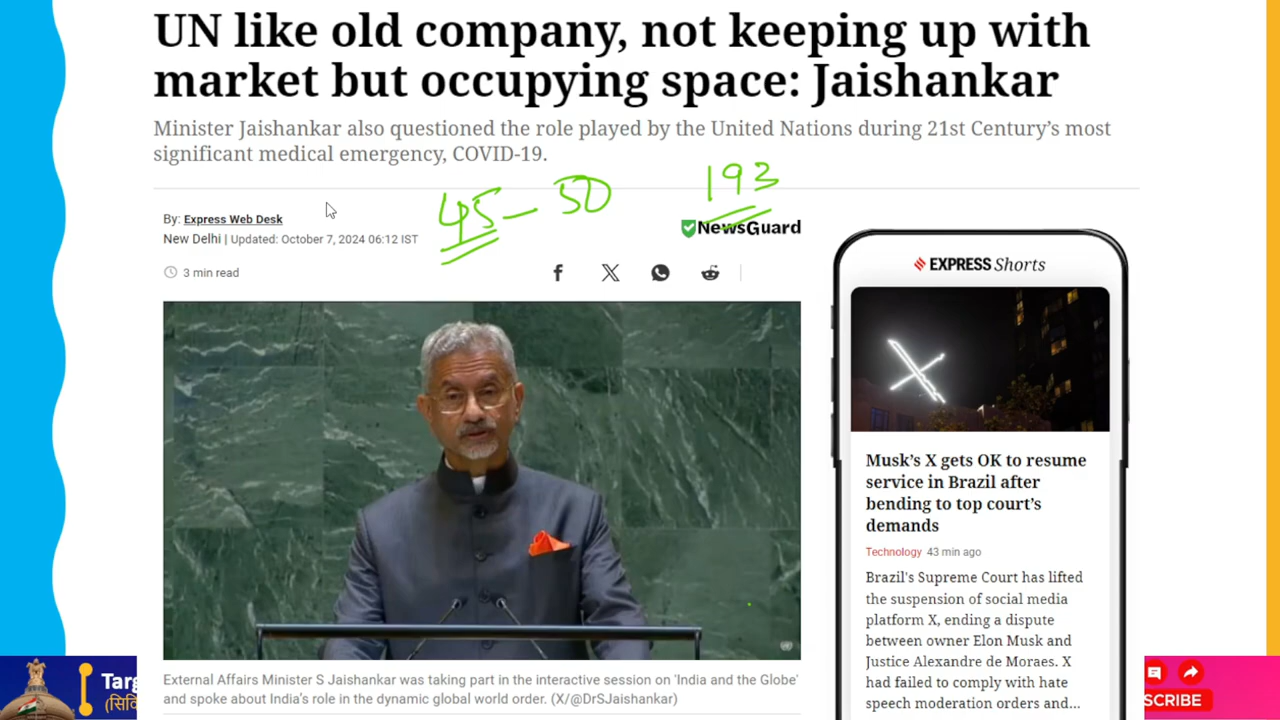 UN like old company, not keeping up with
market but occupying space: Jaishankar
Minister Jaishankar also questioned the role played by the United Nations during 21st Century's most
significant medical emergency, COVID-19.
45 - 50
193
By: Express Web Desk
New Delhi | Updated: October 7, 2024 06:12 IST
NewsGuard
3 min read
External Affairs Minister S Jaishankar was taking part in the interactive session on 'India and the Globe'
and spoke about India's role in the dynamic global world order. (X/@DrSJaishankar)
EXPRESS Shorts
Musk's X gets OK to resume
service in Brazil after
bending to top court's
demands
Technology 43 min ago
Brazil's Supreme Court has lifted
the suspension of social media
platform X, ending a dispute
between owner Elon Musk and
Justice Alexandre de Moraes. X
had failed to comply with hate
speech moderation orders and...
Targ
SCRIBE